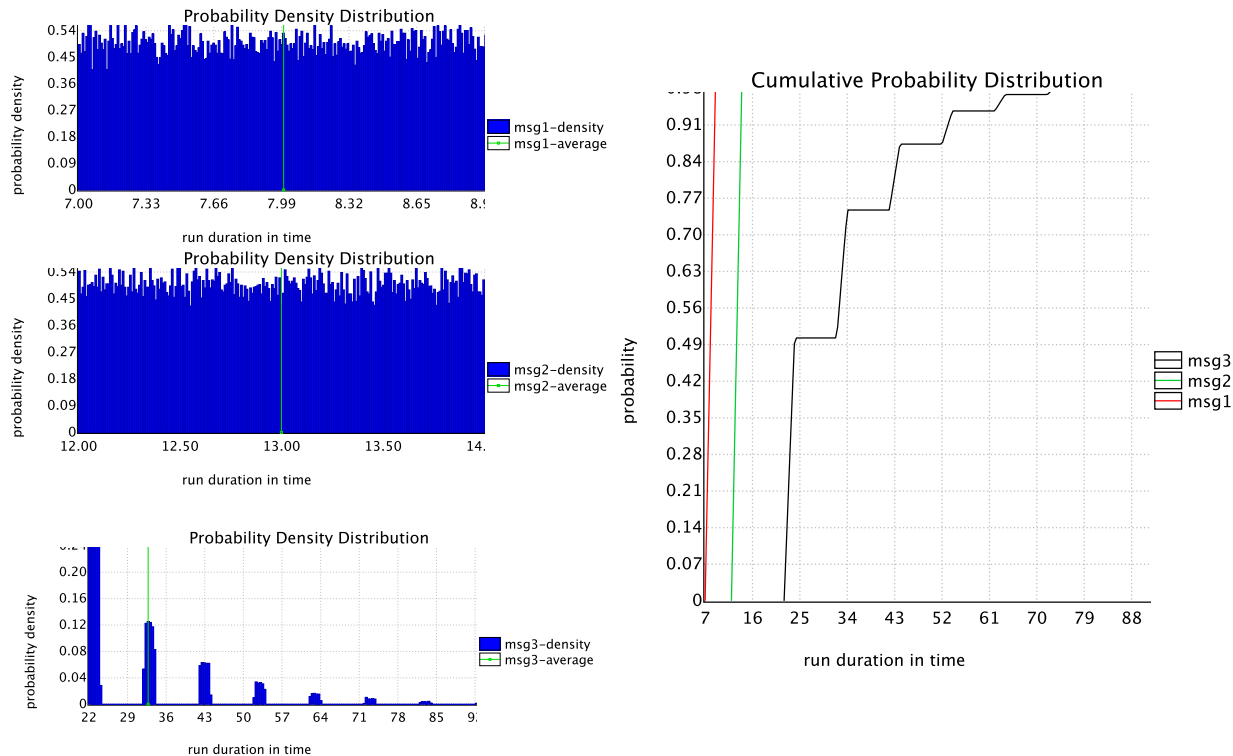 Probability Density Distribution
0.54
0.45
0.36
0.27
0.18
0.09
0
probability density
7.00 7.33 7.66 7.99 8.32 8.65
run duration in time
msg1-density
msg1-average
Probability Density Distribution
0.54
0.45
0.36
0.27
0.18
0.09
0
probability density
12.00 12.50 13.00 13.50 14.
run duration in time
msg2-density
msg2-average
Probability Density Distribution
0.20
0.16
0.12
0.08
0.04
0
probability density
22 29 36 43 50 57 64 71 78 85
run duration in time
msg3-density
msg3-average
Cumulative Probability Distribution
0.91
0.84
0.77
0.70
0.63
0.56
0.49
0.42
0.35
0.28
0.21
0.14
0.07
0
probability
7 16 25 34 43 52 61 70 79 88
run duration in time
msg3
msg2
msg1